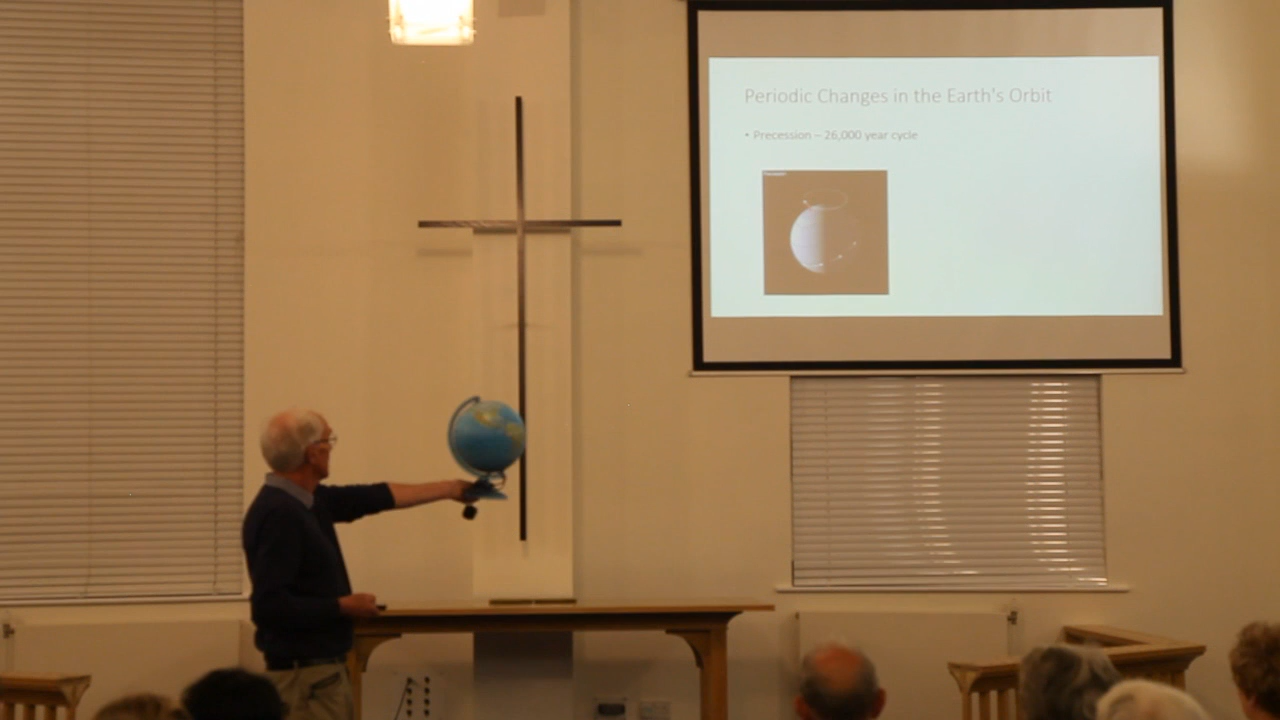 Periodic Changes in the Earth's Orbit
• Precession – 26,000 year cycle